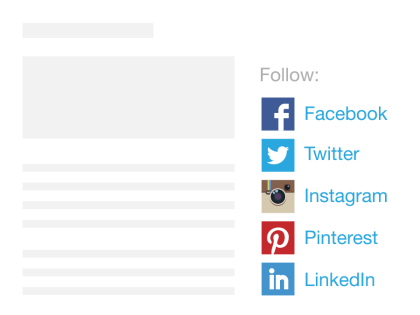 Follow:
Facebook
Twitter
Instagram
Pinterest
LinkedIn